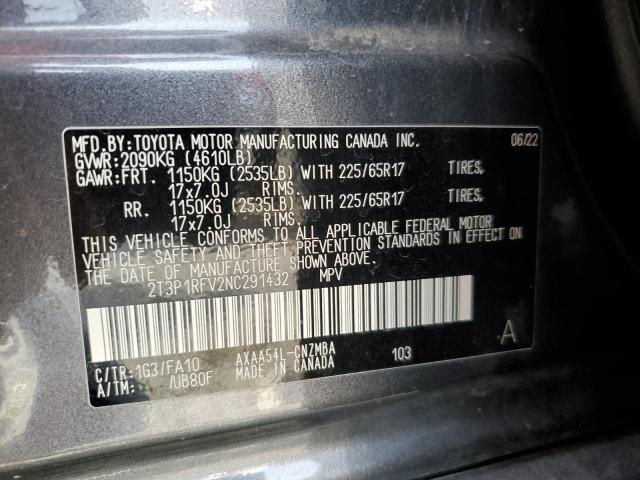 MFD.BY:TOYOTA MOTOR MANUFACTURING CANADA INC. 06/22
GVWR:2090KG (4610LB)
GAWR:FRT. 1150KG (2535LB) WITH 225/65R17 TIRES,
17x7.0J RIMS.
RR. 1150KG (2535LB) WITH 225/65R17 TIRES,
17x7.0J RIMS.
THIS VEHICLE CONFORMS TO ALL APPLICABLE FEDERAL MOTOR
VEHICLE SAFETY AND THEFT PREVENTION STANDARDS IN EFFECT ON
THE DATE OF MANUFACTURE SHOWN ABOVE.
2T3P1RFV2NC291432 MPV
A
C/TR:1G3/FA10 AXAA54L-CNZMBA 103
A/TM: /UB80F MADE IN CANADA